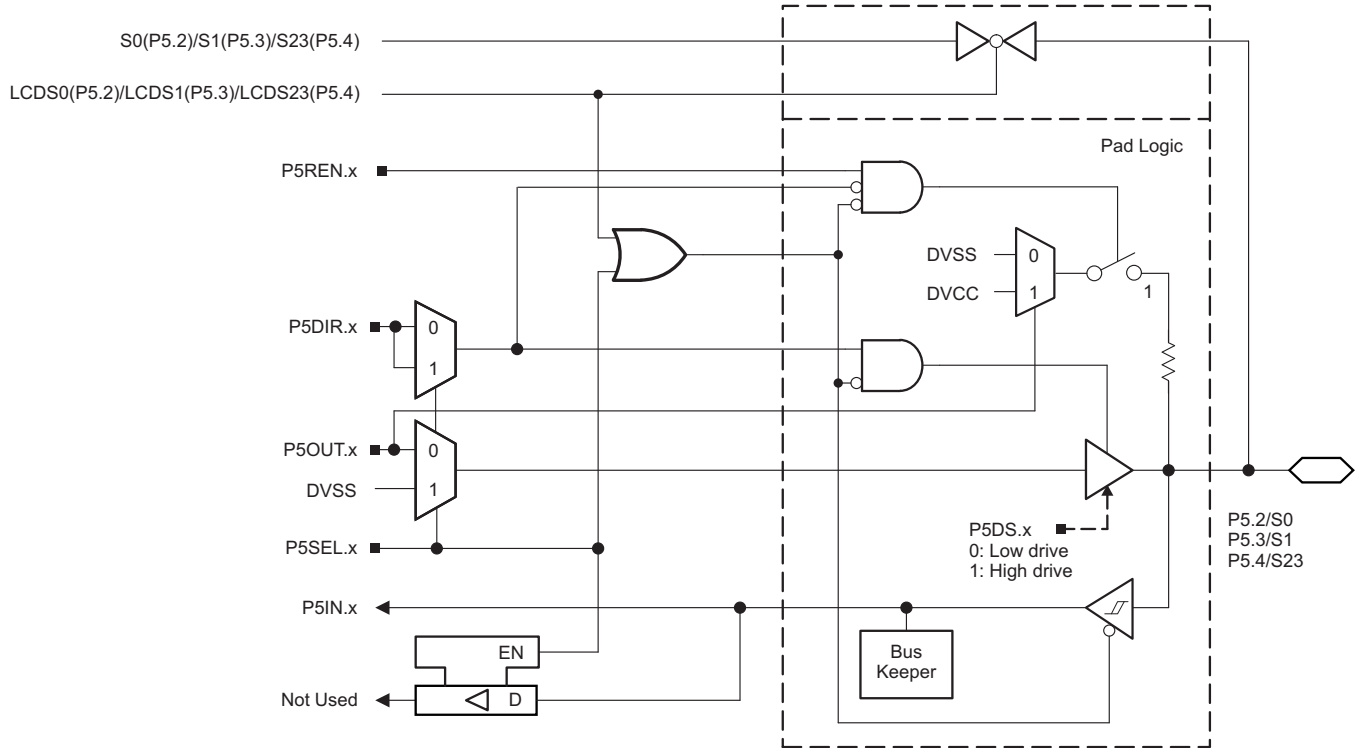 S0(P5.2)/S1(P5.3)/S23(P5.4)
LCDS0(P5.2)/LCDS1(P5.3)/LCDS23(P5.4)
Pad Logic
P5REN.x
DVSS
0
DVCC
1
1
P5DIR.x
0
1
P5OUT.x
0
DVSS
1
P5DS.x
0: Low drive
1: High drive
P5.2/S0
P5.3/S1
P5.4/S23
P5SEL.x
P5IN.x
EN
Bus
Keeper
Not Used
D